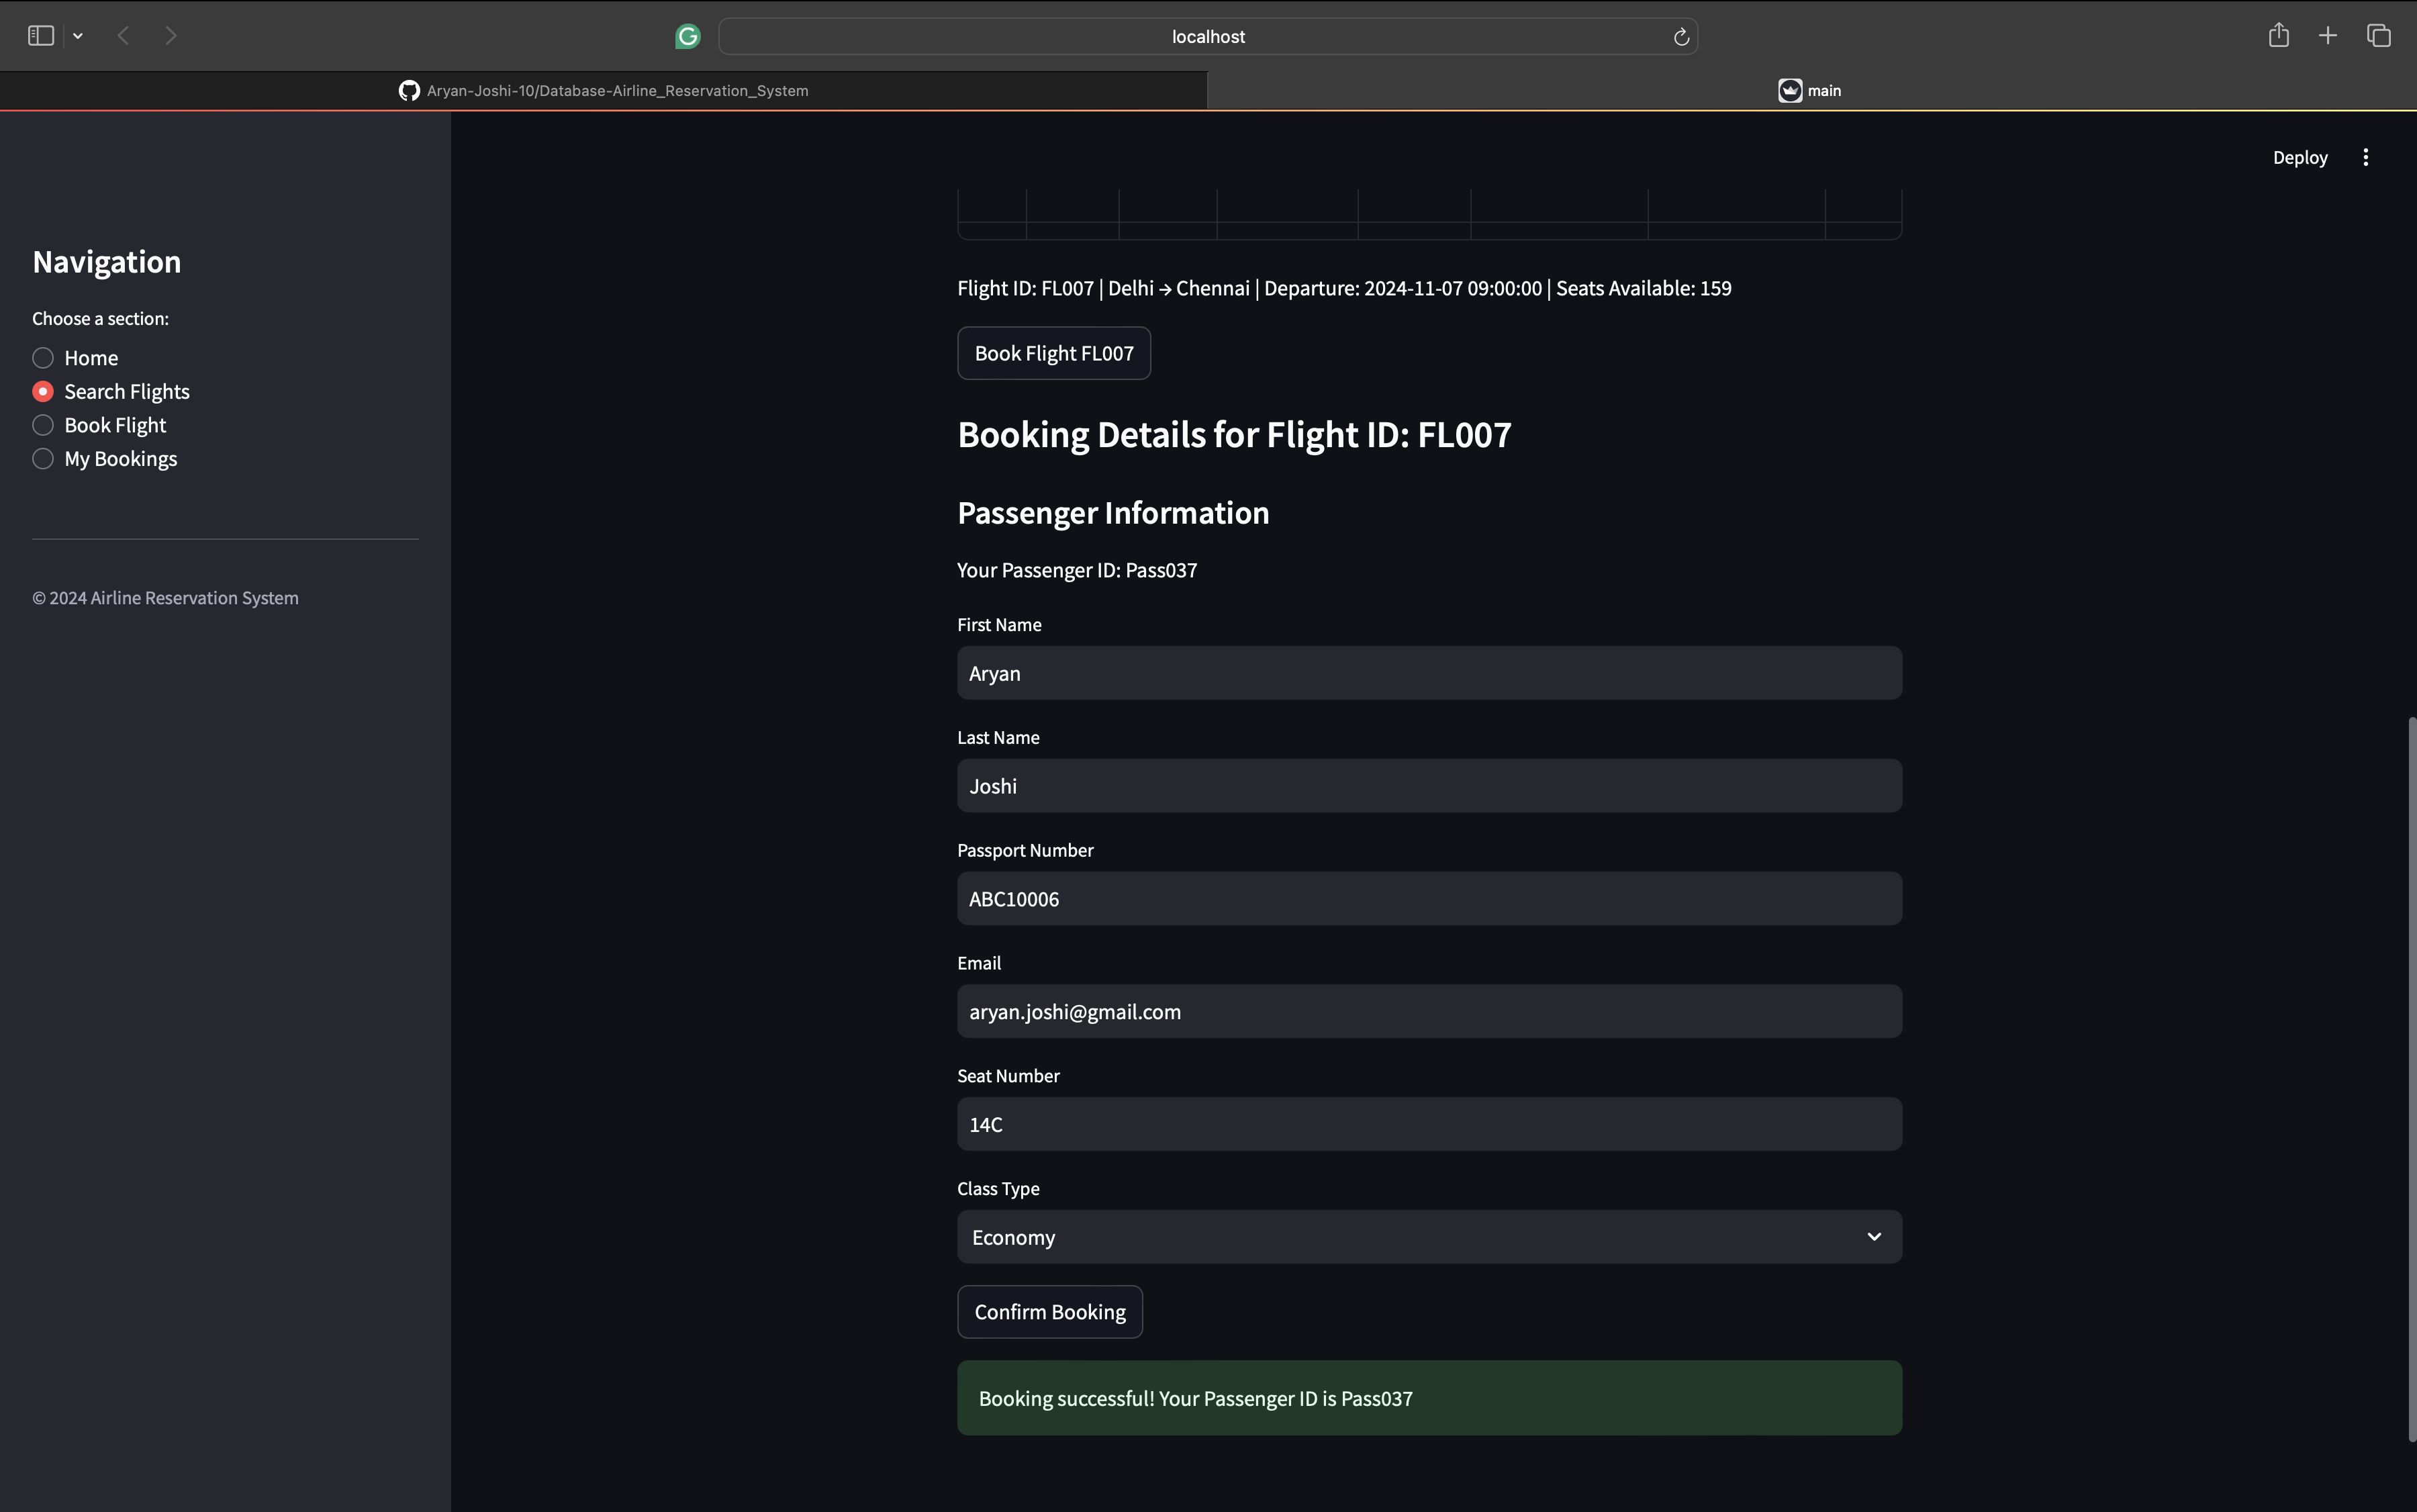 localhost
Aryan-Joshi-10/Database-Airline_Reservation_System
main
Deploy
Navigation
Choose a section:
Home
Search Flights
Book Flight
My Bookings
© 2024 Airline Reservation System
Flight ID: FL007 | Delhi → Chennai | Departure: 2024-11-07 09:00:00 | Seats Available: 159
Book Flight FL007
Booking Details for Flight ID: FL007
Passenger Information
Your Passenger ID: Pass037
First Name
Aryan
Last Name
Joshi
Passport Number
ABC10006
Email
aryan.joshi@gmail.com
Seat Number
14C
Class Type
Economy
Confirm Booking
Booking successful! Your Passenger ID is Pass037